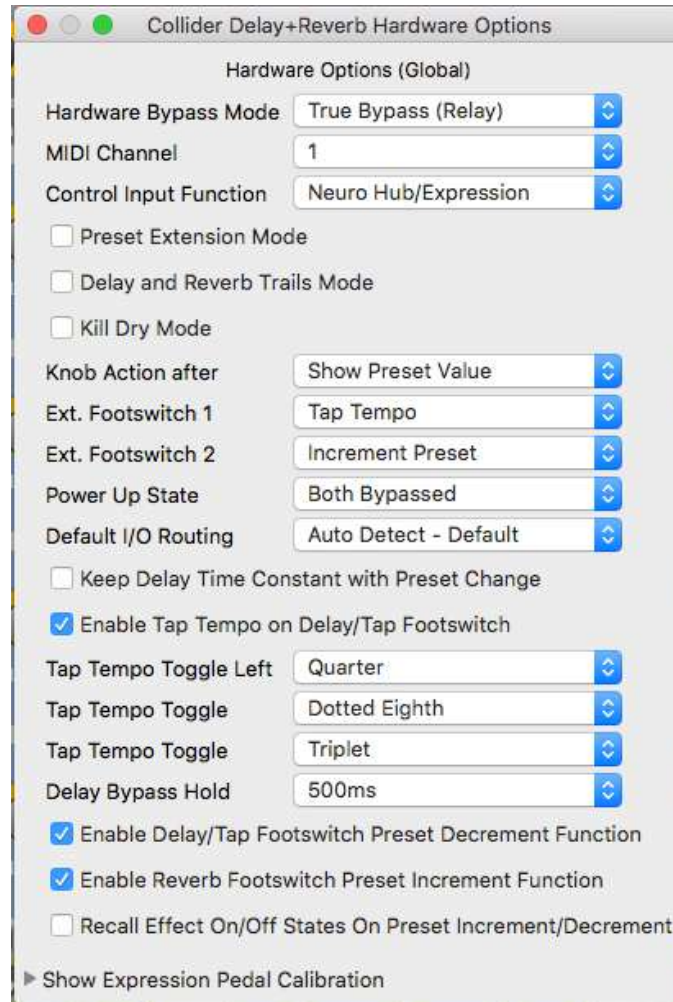 Collider Delay+Reverb Hardware Options
Hardware Options (Global)
Hardware Bypass Mode True Bypass (Relay)
MIDI Channel 1
Control Input Function Neuro Hub/Expression
Preset Extension Mode
Delay and Reverb Trails Mode
Kill Dry Mode
Knob Action after Show Preset Value
Ext. Footswitch 1 Tap Tempo
Ext. Footswitch 2 Increment Preset
Power Up State Both Bypassed
Default I/O Routing Auto Detect - Default
Keep Delay Time Constant with Preset Change
Enable Tap Tempo on Delay/Tap Footswitch
Tap Tempo Toggle Left Quarter
Tap Tempo Toggle Dotted Eighth
Tap Tempo Toggle Triplet
Delay Bypass Hold 500ms
Enable Delay/Tap Footswitch Preset Decrement Function
Enable Reverb Footswitch Preset Increment Function
Recall Effect On/Off States On Preset Increment/Decrement
Show Expression Pedal Calibration